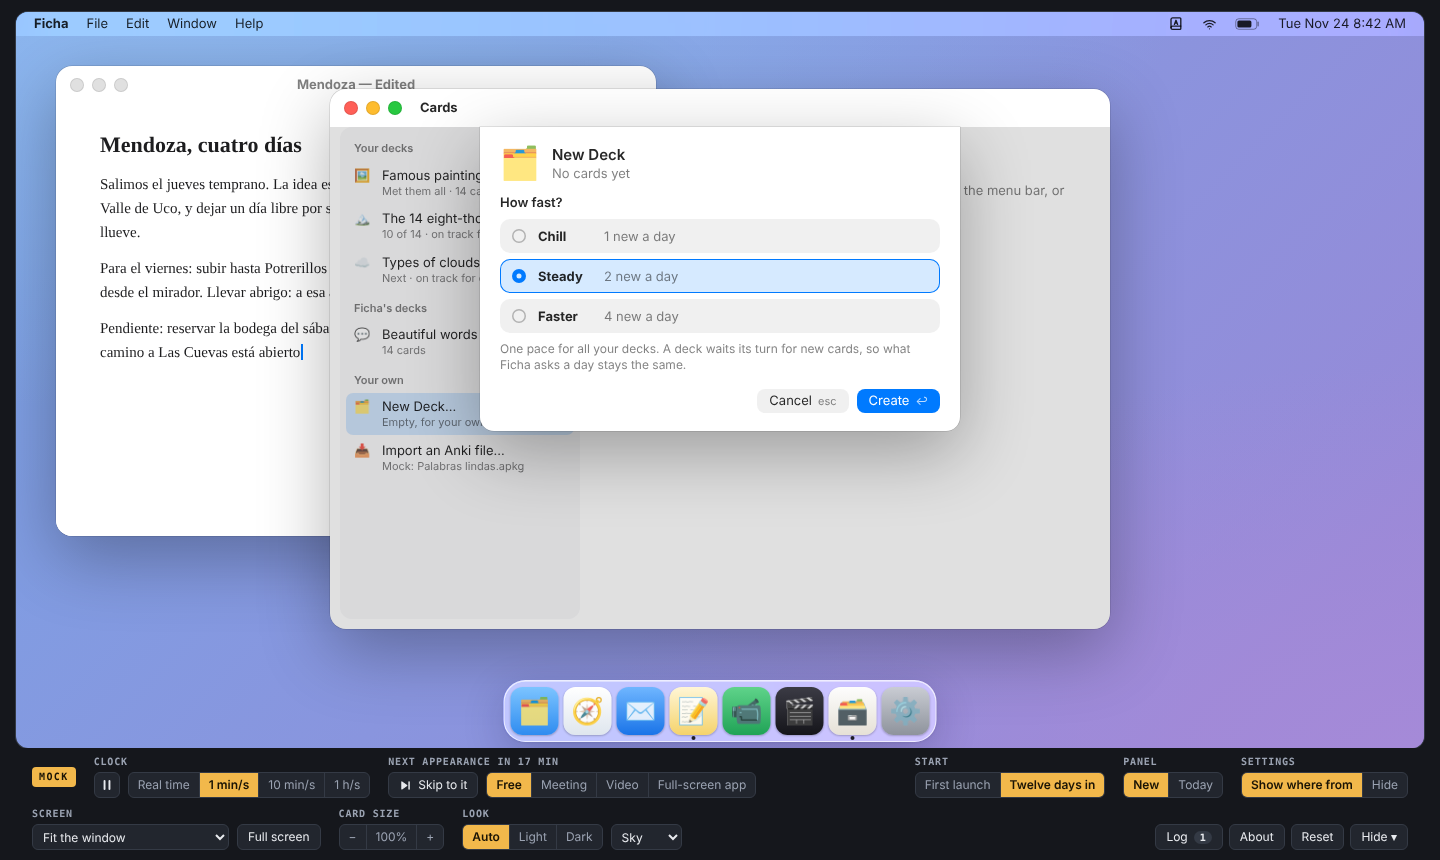 Ficha File Edit Window Help
Tue Nov 24 8:42 AM
Mendoza — Edited
Mendoza, cuatro días
Salimos el jueves temprano. La idea es
Valle de Uco, y dejar un día libre por s
llueve.
Para el viernes: subir hasta Potrerillos
desde el mirador. Llevar abrigo: a esa
Pendiente: reservar la bodega del sába
camino a Las Cuevas está abierto
Cards
Your decks
Famous painting
Met them all · 14 ca
The 14 eight-tho
10 of 14 · on track f
Types of clouds
Next · on track for
Ficha's decks
Beautiful words
14 cards
Your own
New Deck…
Empty, for your own
Import an Anki file…
Mock: Palabras lindas.apkg
the menu bar, or
New Deck
No cards yet
How fast?
Chill 1 new a day
Steady 2 new a day
Faster 4 new a day
One pace for all your decks. A deck waits its turn for new cards, so what
Ficha asks a day stays the same.
Cancel esc
Create ↩
MOCK
CLOCK
Real time 1 min/s 10 min/s 1 h/s
NEXT APPEARANCE IN 17 MIN
Skip to it
Free Meeting Video Full-screen app
START
First launch Twelve days in
PANEL
New Today
SETTINGS
Show where from Hide
SCREEN
Fit the window
Full screen
CARD SIZE
− 100% +
LOOK
Auto Light Dark
Sky
Log 1
About
Reset
Hide ▾